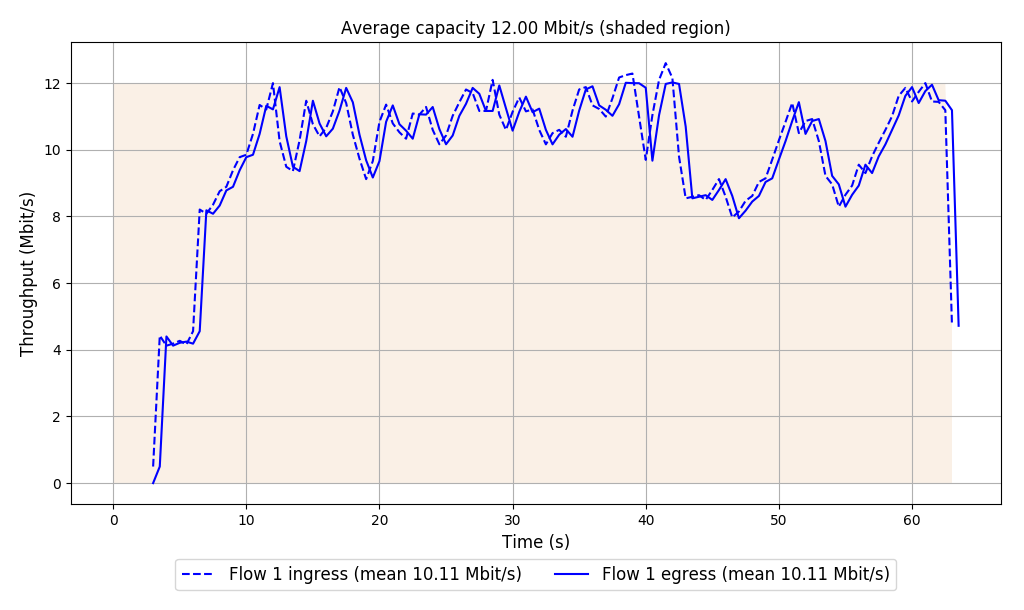 Average capacity 12.00 Mbit/s (shaded region)
Throughput (Mbit/s)
12
10
8
6
4
2
0
0 10 20 30 40 50 60
Time (s)
Flow 1 ingress (mean 10.11 Mbit/s) Flow 1 egress (mean 10.11 Mbit/s)